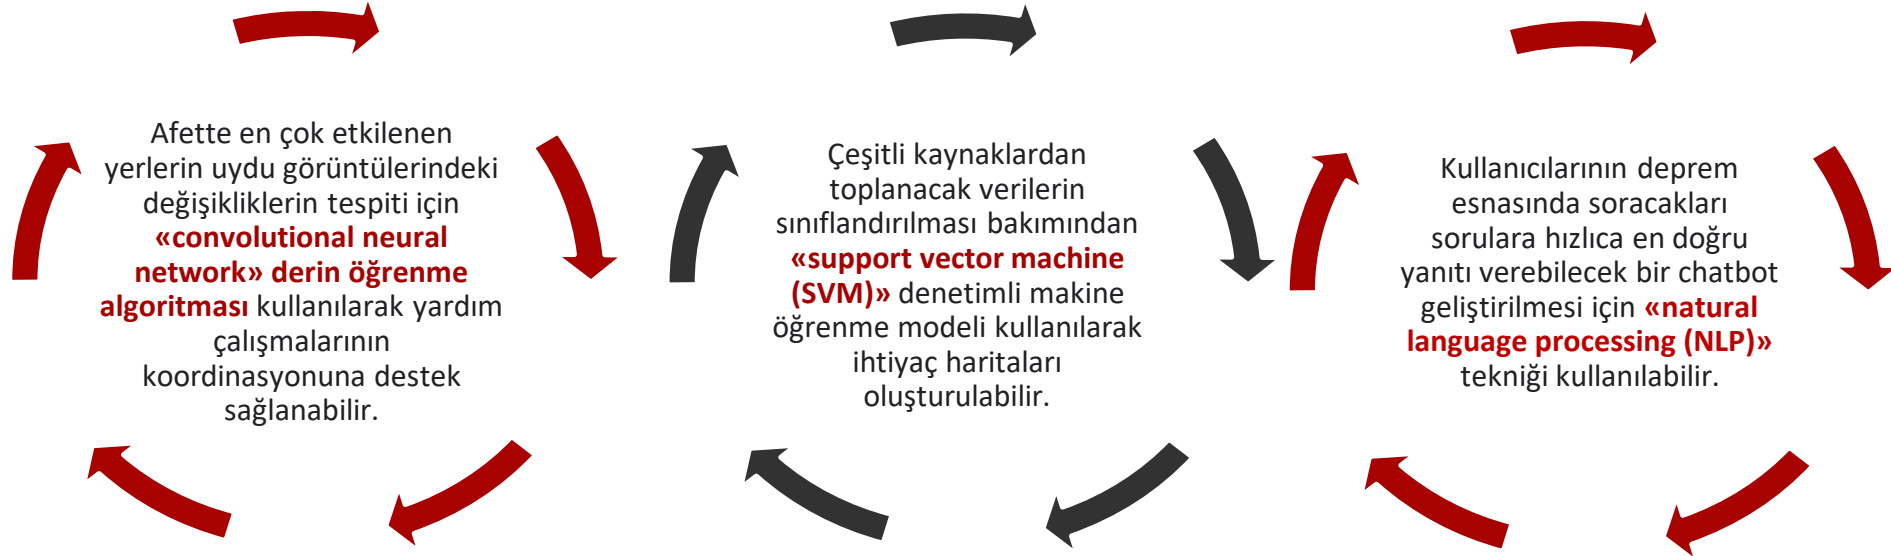 Afette en çok etkilenen
yerlerin uydu görüntülerindeki
değişikliklerin tespiti için
«convolutional neural
network» derin öğrenme
algoritması kullanılarak yardım
çalışmalarının
koordinasyonuna destek
sağlanabilir.
Çeşitli kaynaklardan
toplanacak verilerin
sınıflandırılması bakımından
«support vector machine
(SVM)» denetimli makine
öğrenme modeli kullanılarak
ihtiyaç haritaları
oluşturulabilir.
Kullanıcılarının deprem
esnasında soracakları
sorulara hızlıca en doğru
yanıtı verebilecek bir chatbot
geliştirilmesi için «natural
language processing (NLP)»
tekniği kullanılabilir.